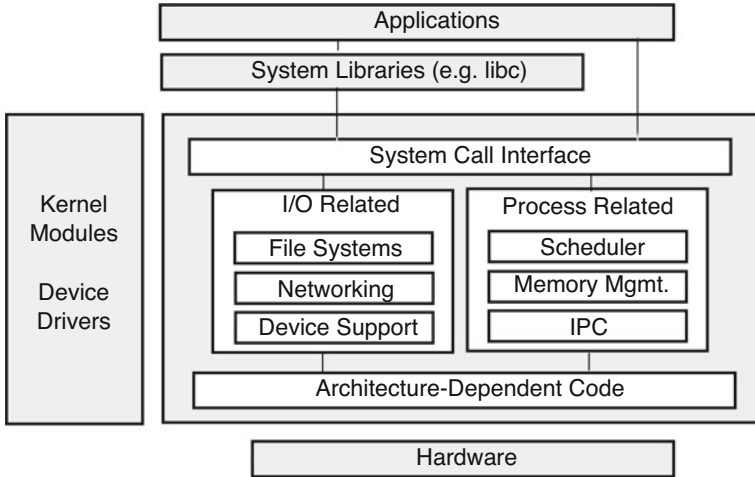 Applications
System Libraries (e.g. libc)
Kernel
Modules
Device
Drivers
System Call Interface
I/O Related
File Systems
Networking
Device Support
Process Related
Scheduler
Memory Mgmt.
IPC
Architecture-Dependent Code
Hardware